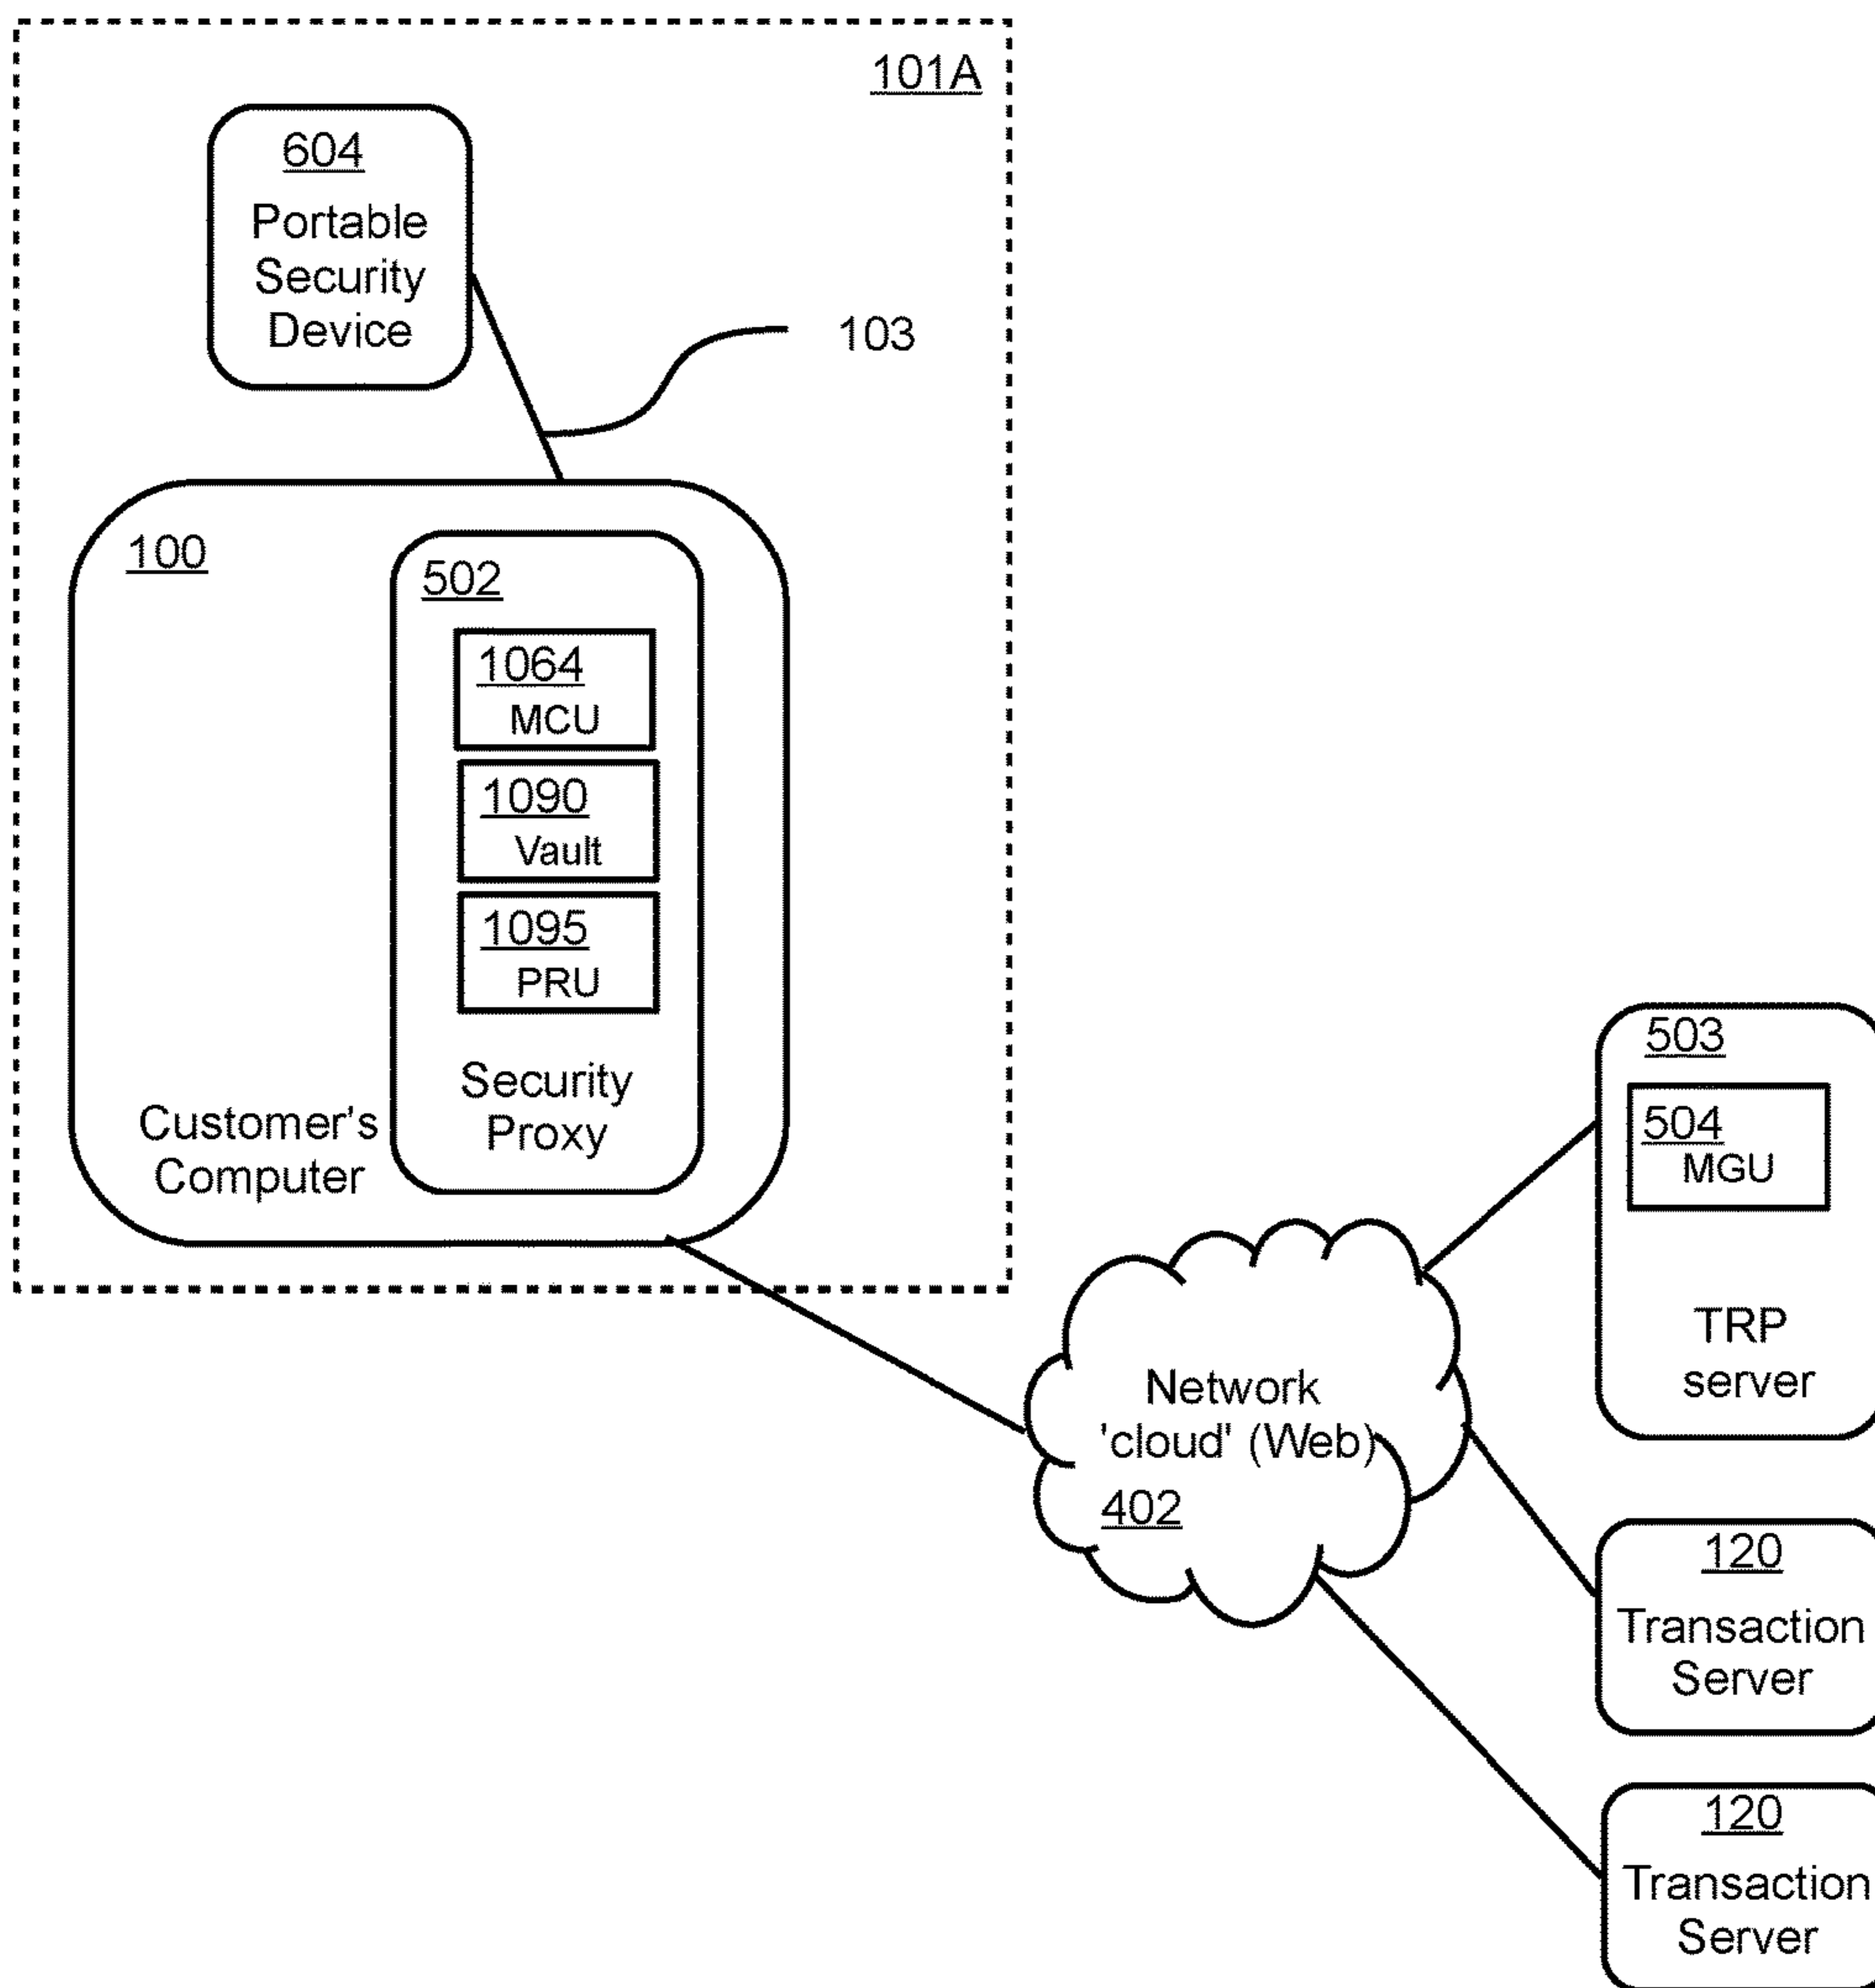 101A
604
Portable
Security
Device
103
100
502
1064
MCU
1090
Vault
1095
PRU
Security
Proxy
Customer's
Computer
503
504
MGU
TRP
server
Network
'cloud' (Web)
402
120
Transaction
Server
120
Transaction
Server